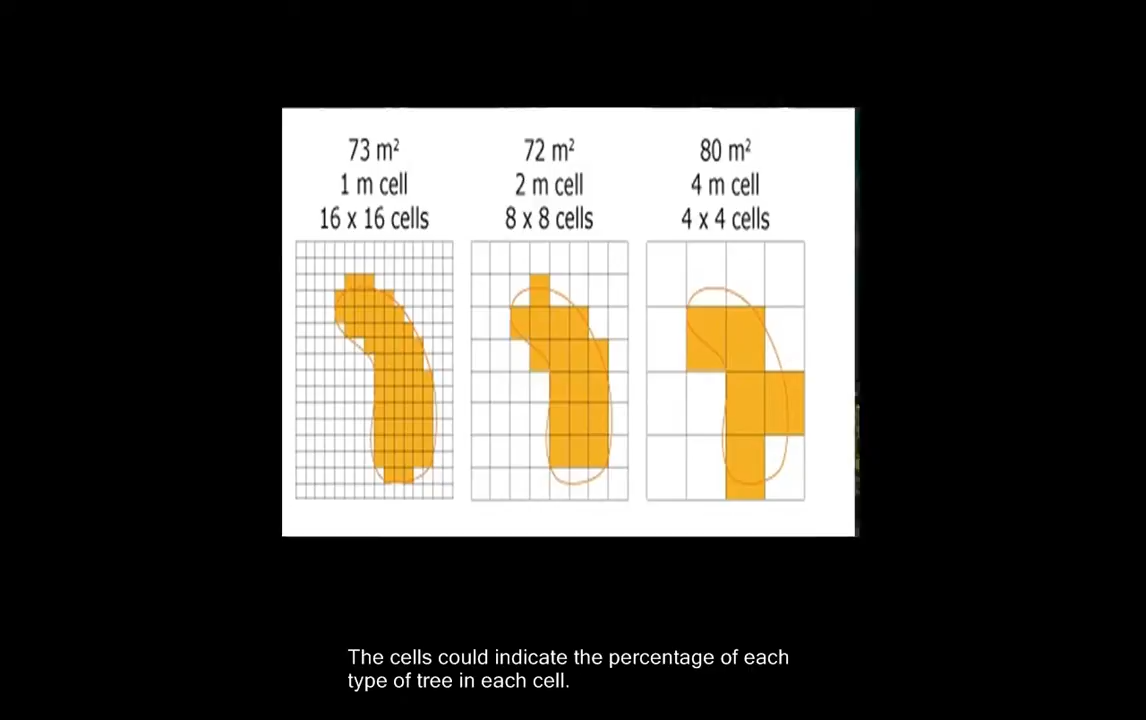 73 m²
1 m cell
16 x 16 cells
72 m²
2 m cell
8 x 8 cells
80 m²
4 m cell
4 x 4 cells
The cells could indicate the percentage of each
type of tree in each cell.